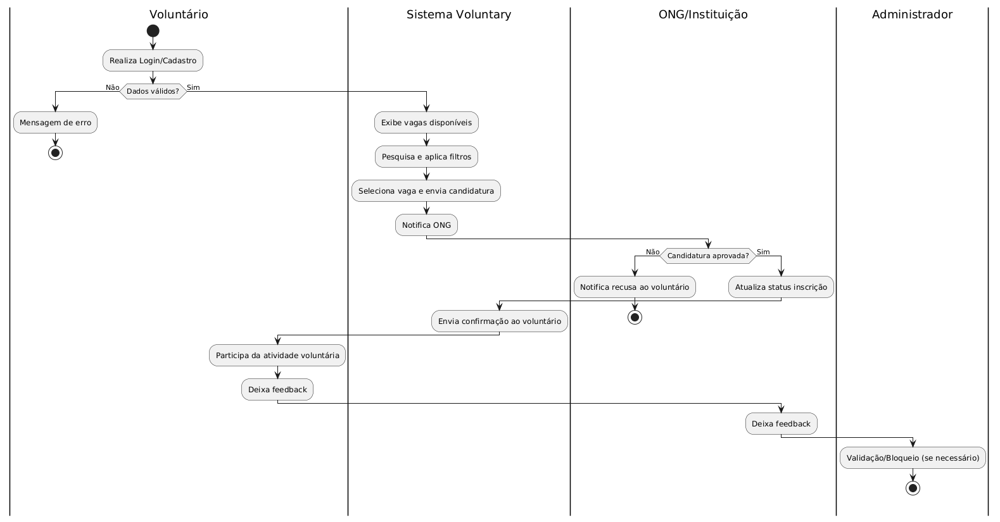 Voluntário
Sistema Voluntary
ONG/Instituição
Administrador
Realiza Login/Cadastro
Dados válidos?
Não
Sim
Mensagem de erro
Exibe vagas disponíveis
Pesquisa e aplica filtros
Seleciona vaga e envia candidatura
Notifica ONG
Candidatura aprovada?
Não
Sim
Notifica recusa ao voluntário
Atualiza status inscrição
Envia confirmação ao voluntário
Participa da atividade voluntária
Deixa feedback
Deixa feedback
Validação/Bloqueio (se necessário)